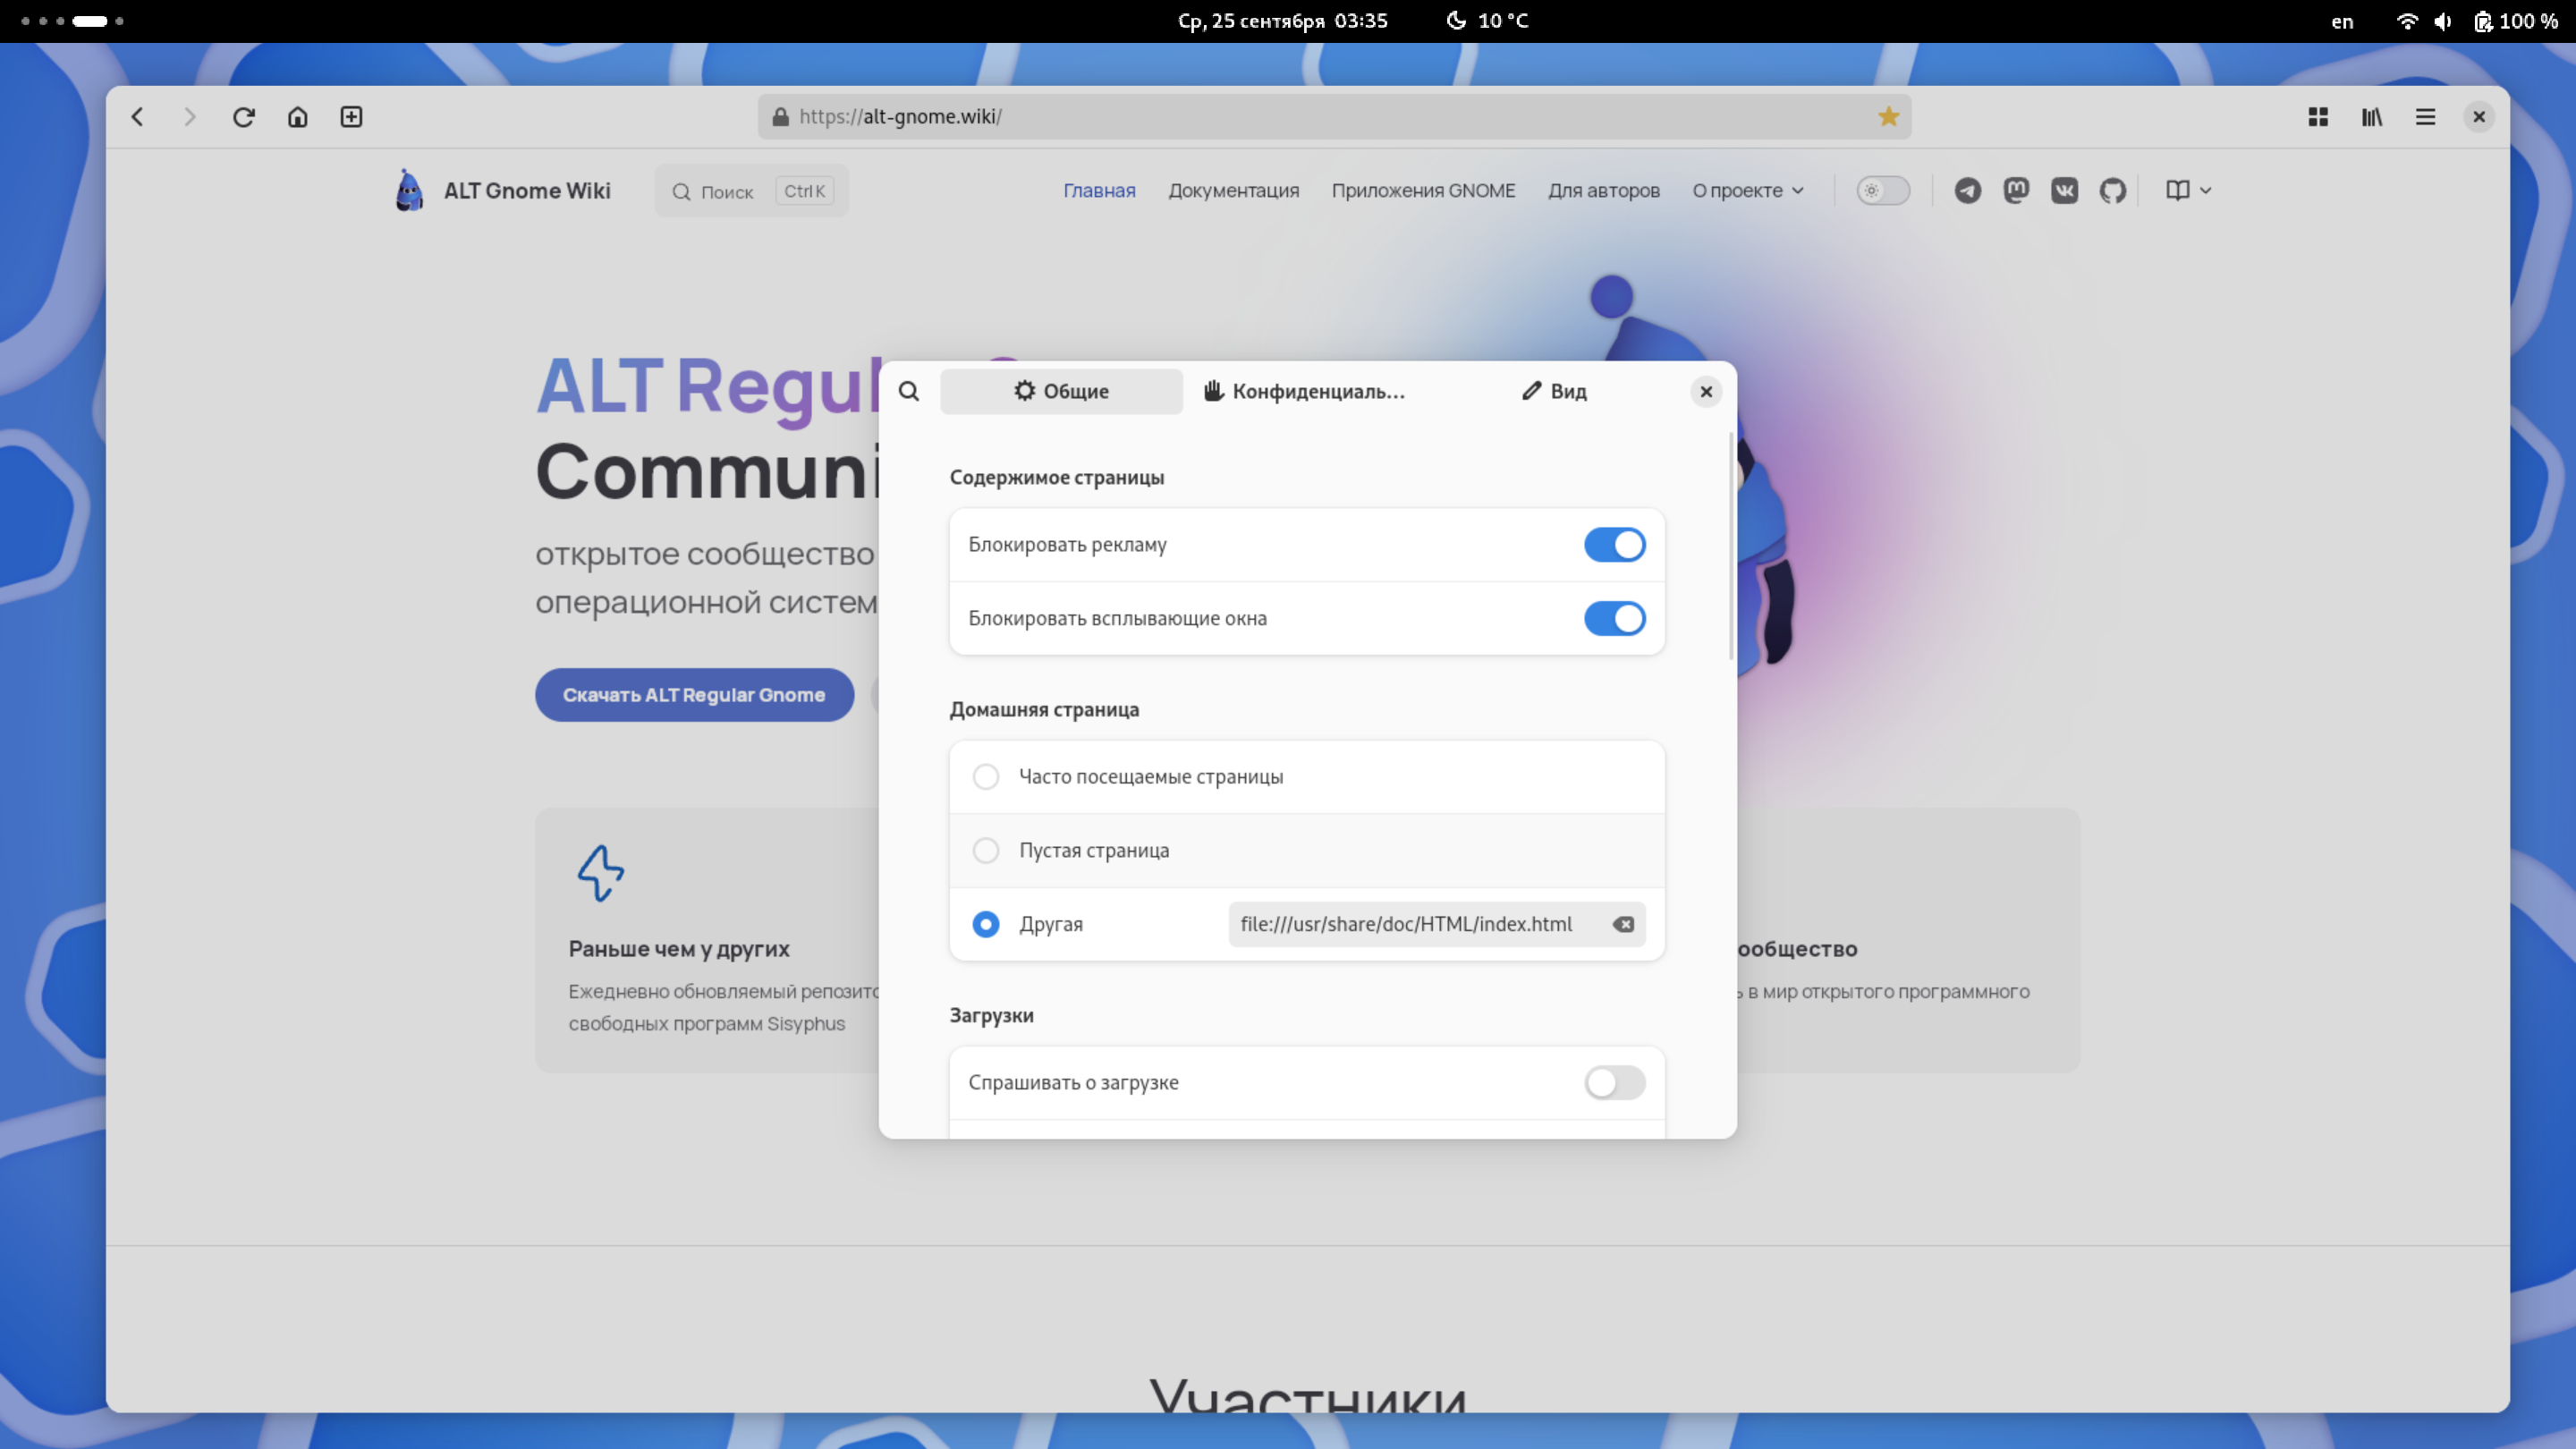 Ср, 25 сентября 03:35 10 °C en 100 %
https://alt-gnome.wiki/
ALT Gnome Wiki Поиск Ctrl K Главная Документация Приложения GNOME Для авторов О проекте
ALT Regul
Communi
открытое сообщество
операционной систем
Скачать ALT Regular Gnome
Раньше чем у других
Ежедневно обновляемый репозито
свободных программ Sisyphus
Общие Конфиденциаль... Вид
Содержимое страницы
Блокировать рекламу
Блокировать всплывающие окна
Домашняя страница
Часто посещаемые страницы
Пустая страница
Другая file:///usr/share/doc/HTML/index.html
Загрузки
Спрашивать о загрузке
ообщество
ь в мир открытого программного
Участники